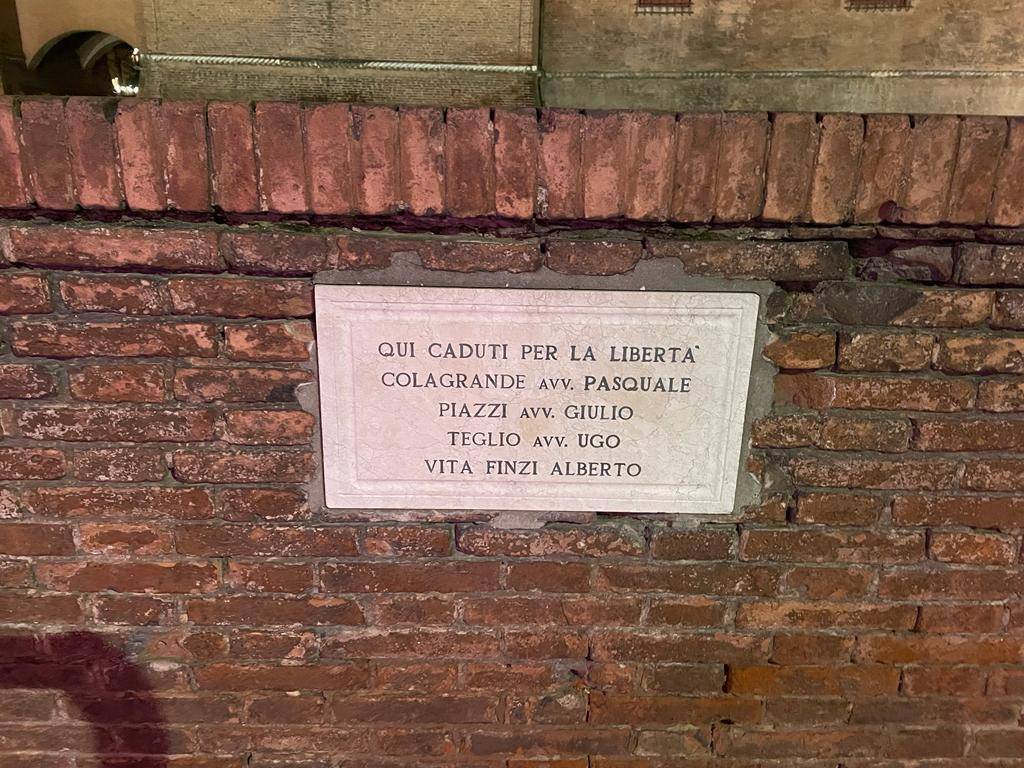 QUI CADUTI PER LA LIBERTA`
COLAGRANDE AVV. PASQUALE
PIAZZI AVV. GIULIO
TEGLIO AVV. UGO
VITA FINZI ALBERTO